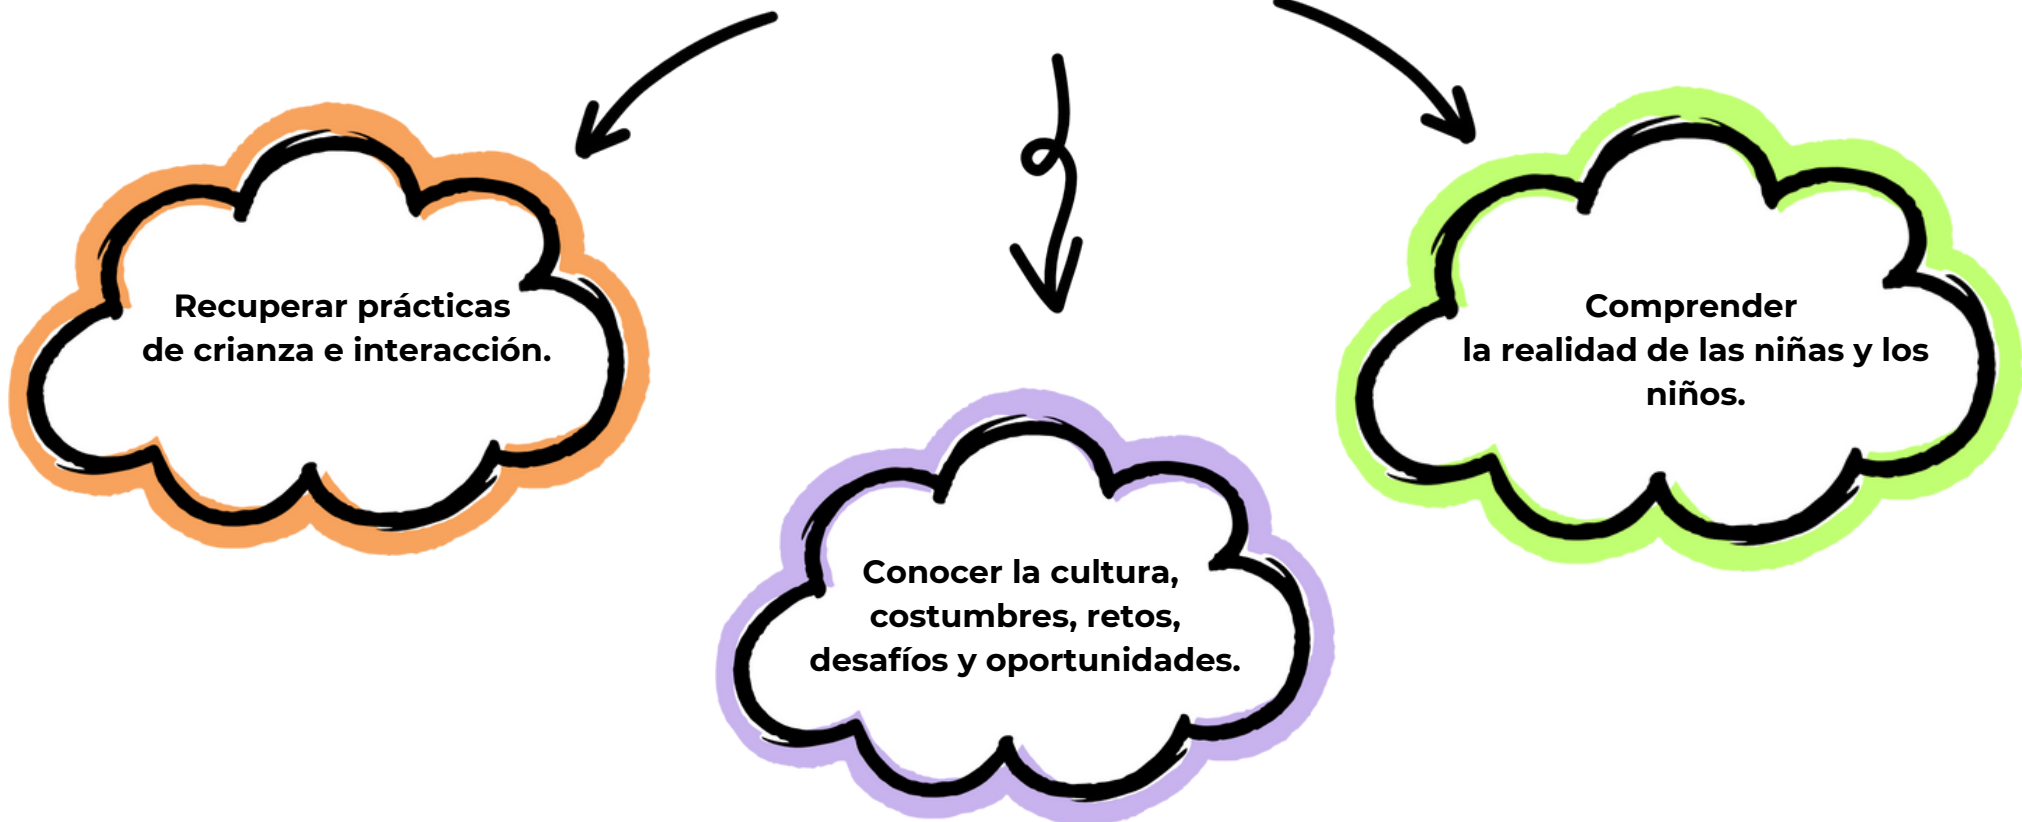 Recuperar prácticas
de crianza e interacción.
Conocer la cultura,
costumbres, retos,
desafíos y oportunidades.
Comprender
la realidad de las niñas y los
niños.